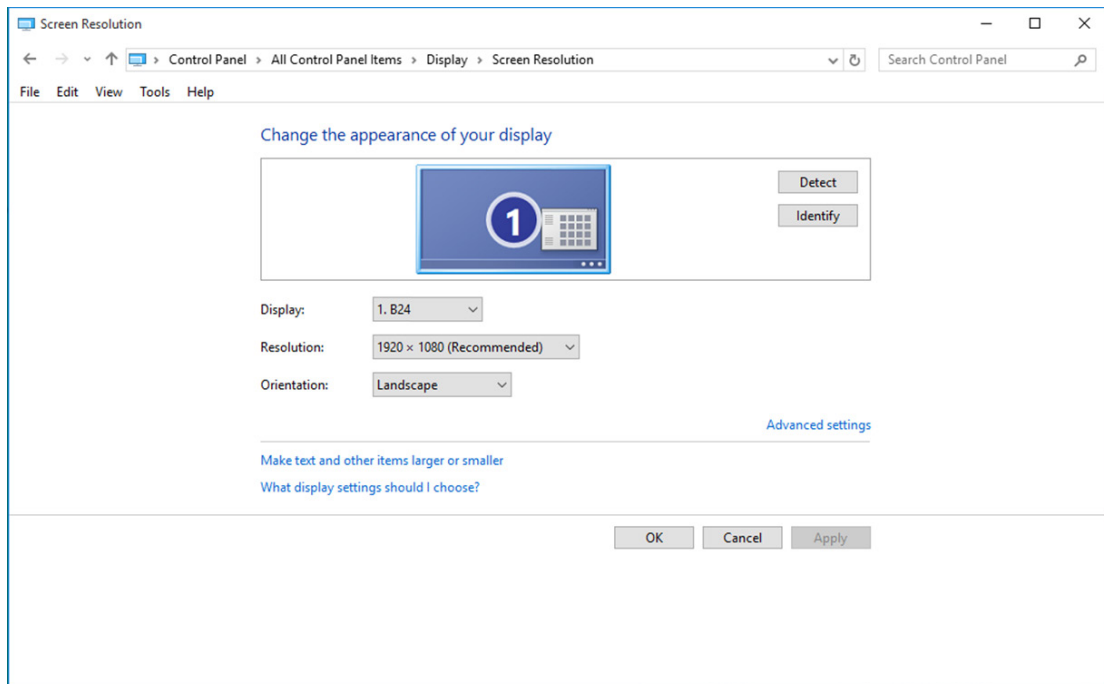 Screen Resolution
Control Panel > All Control Panel Items > Display > Screen Resolution
Search Control Panel
File Edit View Tools Help
Change the appearance of your display
1
Detect
Identify
Display: 1. B24
Resolution: 1920 × 1080 (Recommended)
Orientation: Landscape
Advanced settings
Make text and other items larger or smaller
What display settings should I choose?
OK Cancel Apply